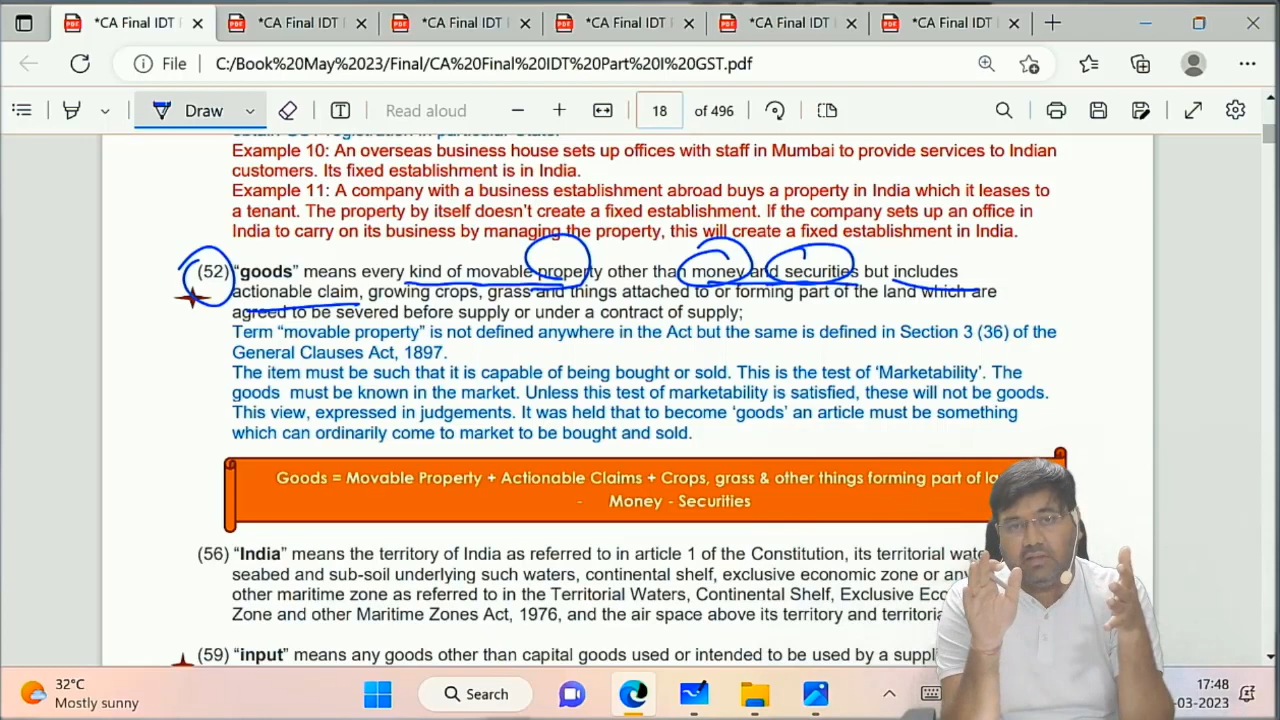 *CA Final IDT
*CA Final IDT
*CA Final IDT
*CA Final IDT
*CA Final IDT
*CA Final IDT
File C:/Book%20May%202023/Final/CA%20Final%20IDT%20Part%20I%20GST.pdf
Draw Read aloud 18 of 496
Example 10: An overseas business house sets up offices with staff in Mumbai to provide services to Indian
customers. Its fixed establishment is in India.
Example 11: A company with a business establishment abroad buys a property in India which it leases to
a tenant. The property by itself doesn't create a fixed establishment. If the company sets up an office in
India to carry on its business by managing the property, this will create a fixed establishment in India.
(52) "goods" means every kind of movable property other than money and securities but includes
actionable claim, growing crops, grass and things attached to or forming part of the land which are
agreed to be severed before supply or under a contract of supply;
Term "movable property" is not defined anywhere in the Act but the same is defined in Section 3 (36) of the
General Clauses Act, 1897.
The item must be such that it is capable of being bought or sold. This is the test of 'Marketability'. The
goods must be known in the market. Unless this test of marketability is satisfied, these will not be goods.
This view, expressed in judgements. It was held that to become 'goods' an article must be something
which can ordinarily come to market to be bought and sold.
Goods = Movable Property + Actionable Claims + Crops, grass & other things forming part of
- Money - Securities
(56) "India" means the territory of India as referred to in article 1 of the Constitution, its territorial
seabed and sub-soil underlying such waters, continental shelf, exclusive economic zone or
other maritime zone as referred to in the Territorial Waters, Continental Shelf, Exclusive
Zone and other Maritime Zones Act, 1976, and the air space above its territory and
(59) "input" means any goods other than capital goods used or intended to be used by a
32°C
Mostly sunny
Search
17:48
-03-2023